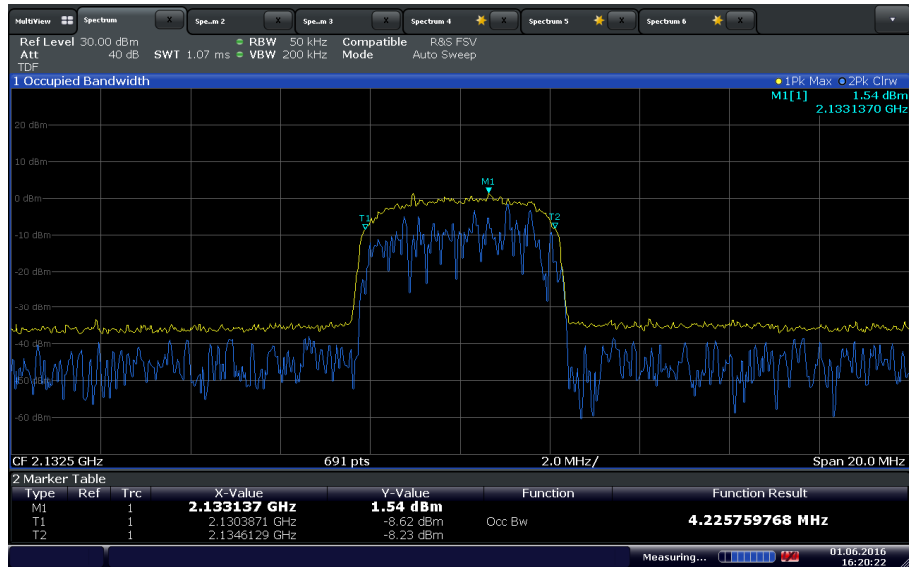 MultiView Spectrum X Spe...m 2 X Spe...m 3 X Spectrum 4 X Spectrum 5 X Spectrum 6 X
Ref Level 30.00 dBm RBW 50 kHz Compatible R&S FSV
Att 40 dB SWT 1.07 ms VBW 200 kHz Mode Auto Sweep
TDF
1 Occupied Bandwidth 1Pk Max 2Pk Clrw
M1[1] 1.54 dBm
2.1331370 GHz
20 dBm
10 dBm
M1
0 dBm
T1 T2
-10 dBm
-20 dBm
-30 dBm
-40 dBm
-50 dBm
-60 dBm
CF 2.1325 GHz 691 pts 2.0 MHz/ Span 20.0 MHz
2 Marker Table
Type Ref Trc X-Value Y-Value Function Function Result
M1 1 2.133137 GHz 1.54 dBm
T1 1 2.1303871 GHz -8.62 dBm Occ Bw 4.225759768 MHz
T2 1 2.1346129 GHz -8.23 dBm
Measuring... 01.06.2016
16:20:22